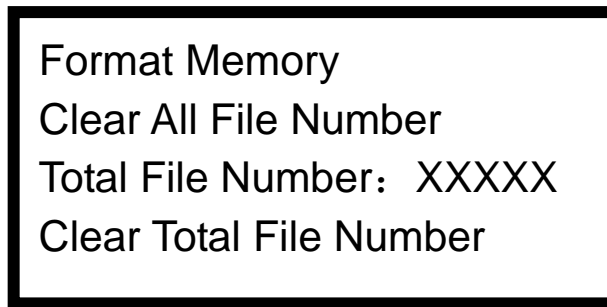 Format Memory
Clear All File Number
Total File Number：XXXXX
Clear Total File Number